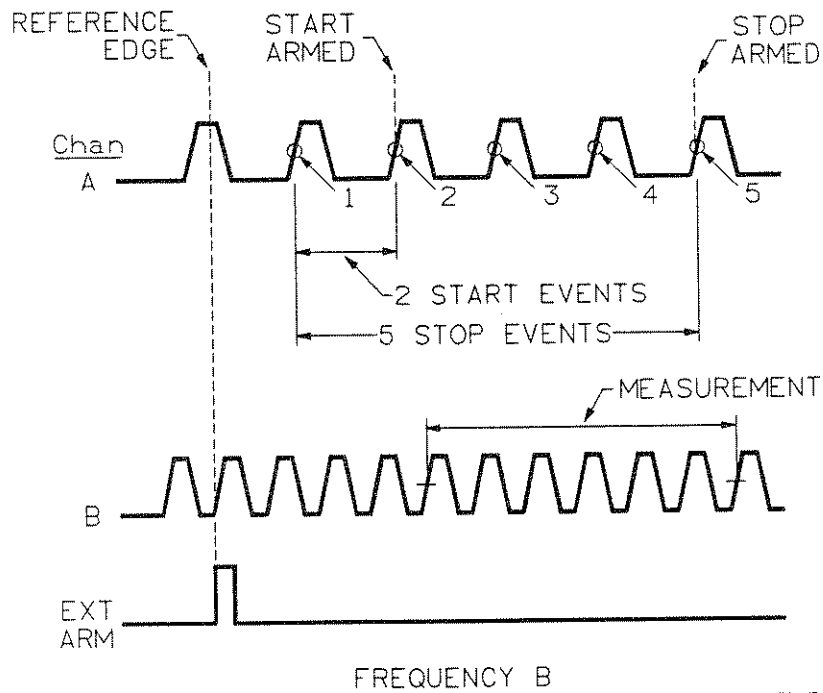 REFERENCE
EDGE
START
ARMED
STOP
ARMED
Chan
A
1
2
3
4
5
2 START EVENTS
5 STOP EVENTS
MEASUREMENT
B
EXT
ARM
FREQUENCY B